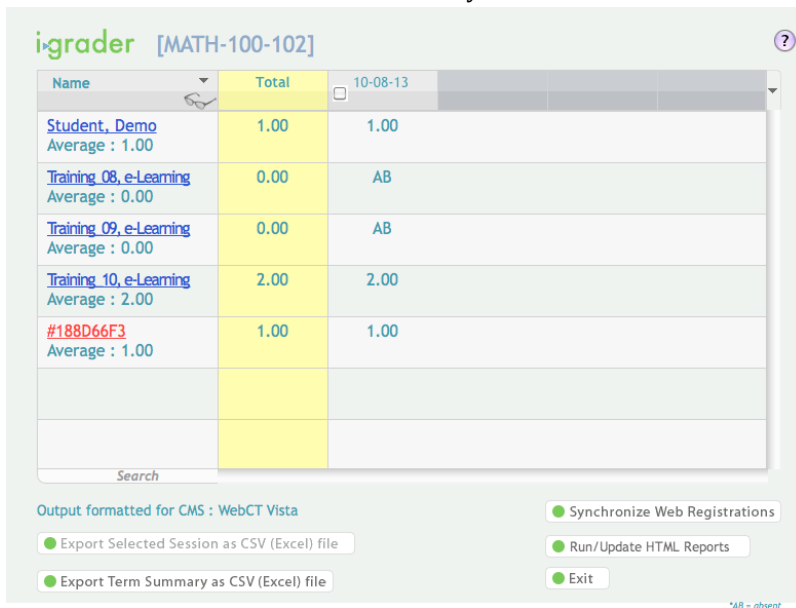 i>grader [MATH-100-102] ?
Name Total 10-08-13
Student, Demo 1.00 1.00
Average : 1.00
Training 08, e-Learning 0.00 AB
Average : 0.00
Training 09, e-Learning 0.00 AB
Average : 0.00
Training 10, e-Learning 2.00 2.00
Average : 2.00
#188D66F3 1.00 1.00
Average : 1.00
Search
Output formatted for CMS : WebCT Vista
Synchronize Web Registrations
Export Selected Session as CSV (Excel) file
Run/Update HTML Reports
Export Term Summary as CSV (Excel) file
Exit
*AB = absent